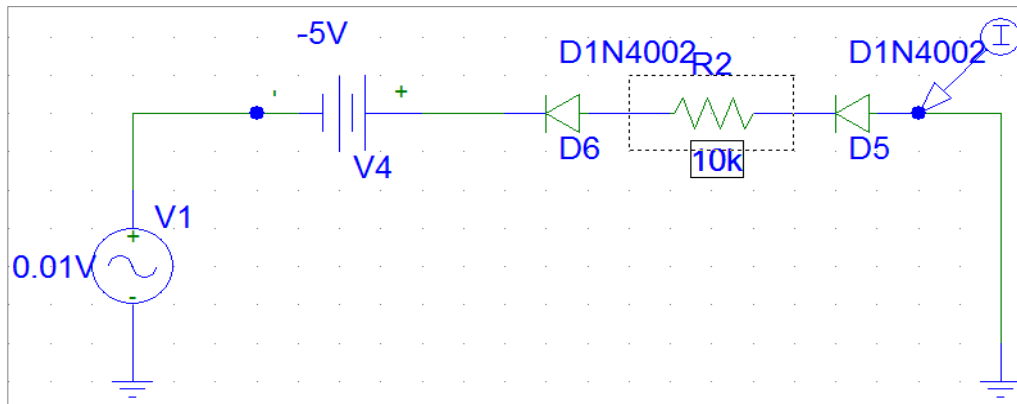 -5V
D1N4002
R2
D1N4002
I
- +
V4
D6
10k
D5
V1
+
0.01V
-